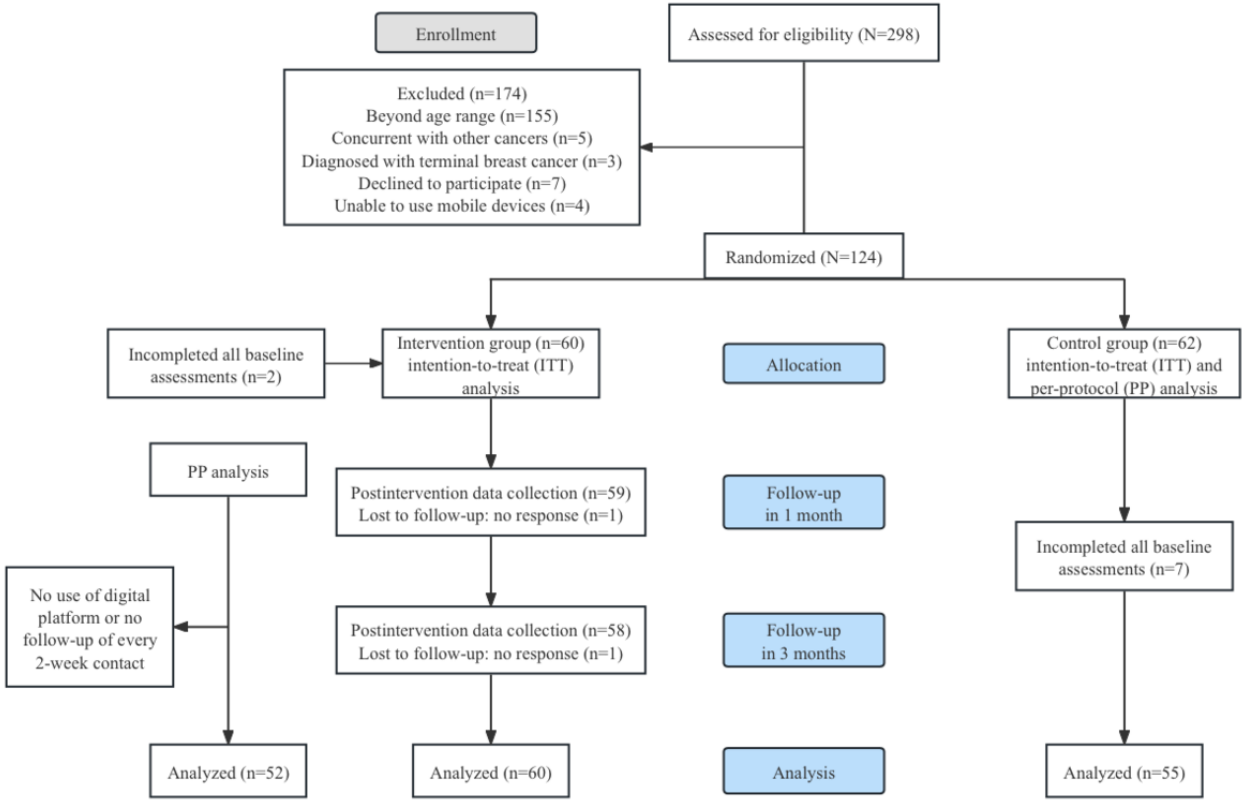 Enrollment
Assessed for eligibility (N=298)
Excluded (n=174)
Beyond age range (n=155)
Concurrent with other cancers (n=5)
Diagnosed with terminal breast cancer (n=3)
Declined to participate (n=7)
Unable to use mobile devices (n=4)
Randomized (N=124)
Incompleted all baseline
assessments (n=2)
Intervention group (n=60)
intention-to-treat (ITT)
analysis
Allocation
Control group (n=62)
intention-to-treat (ITT) and
per-protocol (PP) analysis
PP analysis
Postintervention data collection (n=59)
Lost to follow-up: no response (n=1)
Follow-up
in 1 month
Incompleted all baseline
assessments (n=7)
No use of digital
platform or no
follow-up of every
2-week contact
Postintervention data collection (n=58)
Lost to follow-up: no response (n=1)
Follow-up
in 3 months
Analyzed (n=52)
Analyzed (n=60)
Analysis
Analyzed (n=55)